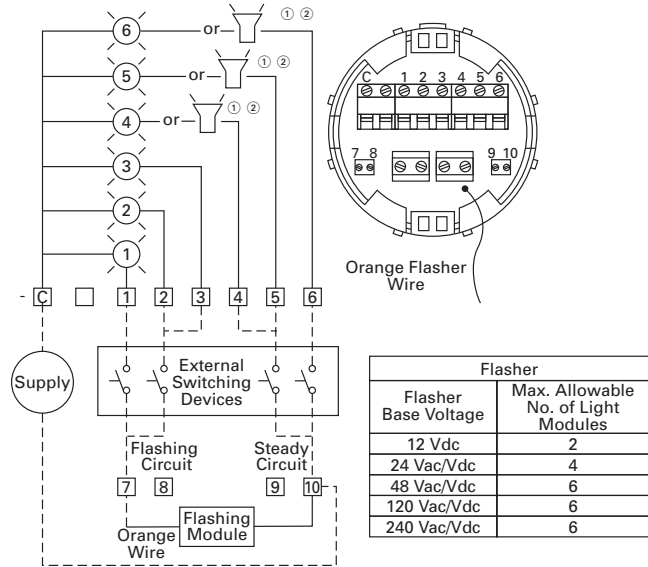 6 or ① ②
5 or ① ②
4 or ① ②
3
2
1
- C 1 2 3 4 5 6
Supply
External
Switching
Devices
Flashing
Circuit
Steady
Circuit
7 8 9 10
Orange
Wire
Flashing
Module
C 1 2 3 4 5 6
7 8 9 10
Orange Flasher
Wire
Flasher
Flasher
Base Voltage
Max. Allowable
No. of Light
Modules
12 Vdc 2
24 Vac/Vdc 4
48 Vac/Vdc 6
120 Vac/Vdc 6
240 Vac/Vdc 6